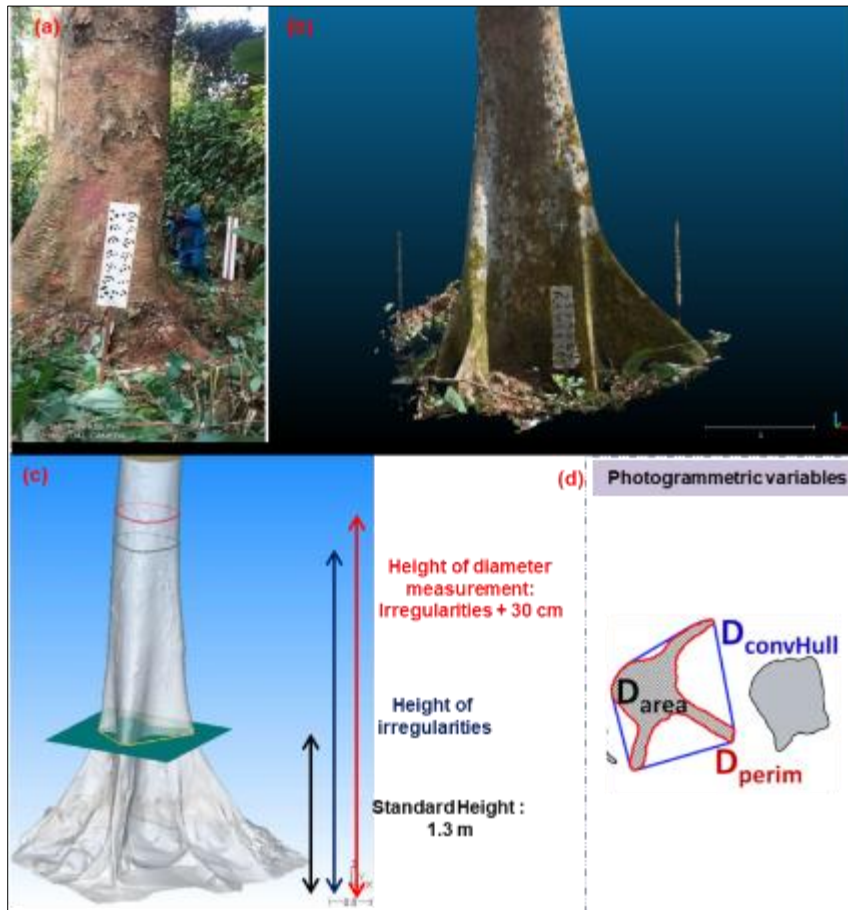 (a)
(b)
(c)
Height of diameter
measurement:
Irregularities + 30 cm
Height of
irregularities
Standard Height :
1.3 m
(d)
Photogrammetric variables
D convHull
D area
D perim